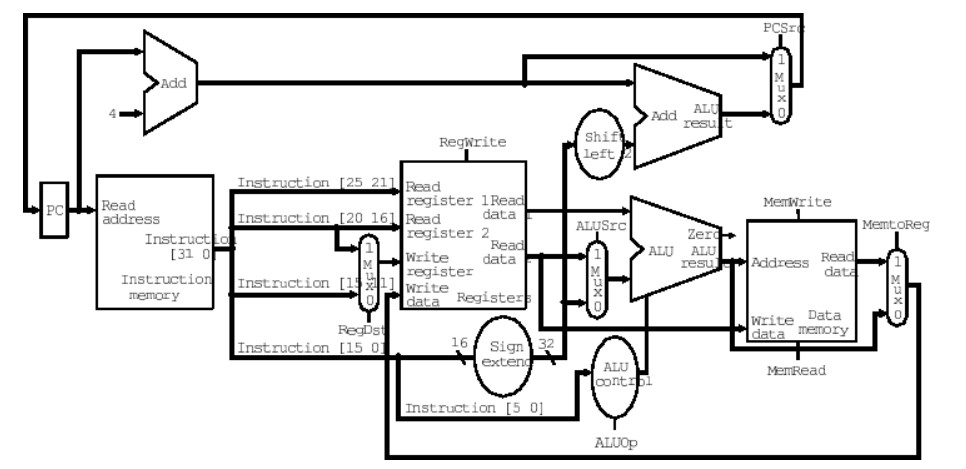 PCSrc
1
Mux
0
Add
4
Add
ALU
result
Shift
left 2
RegWrite
Instruction [25 21]
Read
register 1
Read
data 1
PC
Read
address
Instruction [20 16]
Read
register 2
MemWrite
ALUSrc
MemtoReg
Instruction
[31 0]
1
Mux
0
Write
register
Read
data 2
1
Mux
0
Zero
ALU
ALU
result
Address
Read
data
1
Mux
0
Instruction
memory
Instruction [15 11]
Write
data
Registers
Write
data
Data
memory
RegDst
Instruction [15 0]
16
Sign
extend
32
MemRead
ALU
control
Instruction [5 0]
ALUOp